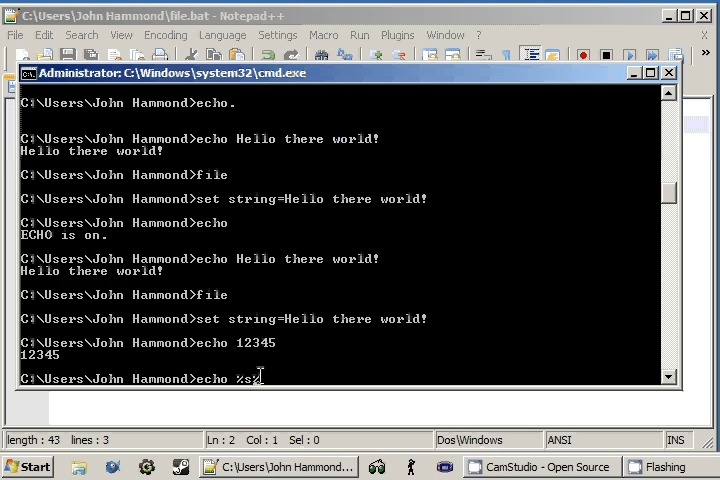 C:\Users\John Hammond\file.bat - Notepad++
File Edit Search View Encoding Language Settings Macro Run Plugins Window ? X
Administrator: C:\Windows\system32\cmd.exe
C:\Users\John Hammond>echo.
C:\Users\John Hammond>echo Hello there world!
Hello there world!
C:\Users\John Hammond>file
C:\Users\John Hammond>set string=Hello there world!
C:\Users\John Hammond>echo
ECHO is on.
C:\Users\John Hammond>echo Hello there world!
Hello there world!
C:\Users\John Hammond>file
C:\Users\John Hammond>set string=Hello there world!
C:\Users\John Hammond>echo 12345
12345
C:\Users\John Hammond>echo %s%
length : 43 lines : 3 Ln : 2 Col : 1 Sel : 0 Dos\Windows ANSI INS
Start C:\Users\John Hammond... CamStudio - Open Source Flashing